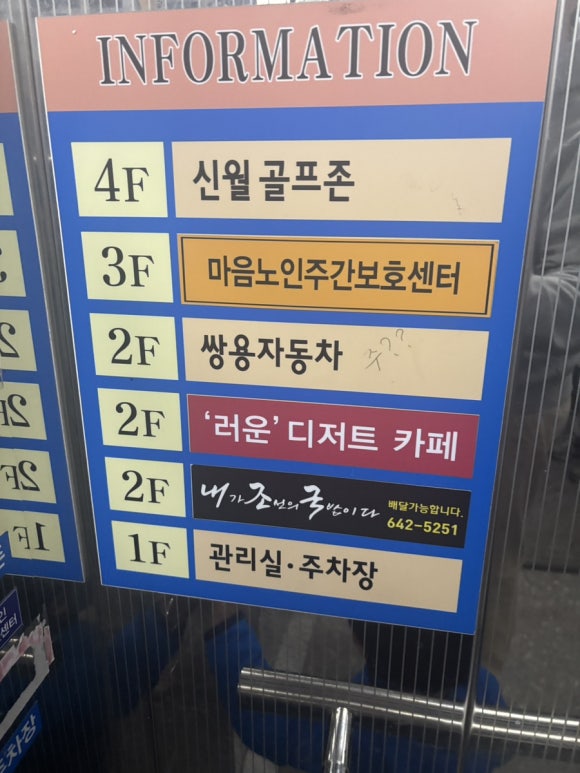 INFORMATION
4F 신월 골프존
3F 마음노인주간보호센터
2F 쌍용자동차 주??
2F '러운' 디저트 카페
2F 내가 조선의 국밥이다 배달가능합니다.
642-5251
1F 관리실·주차장